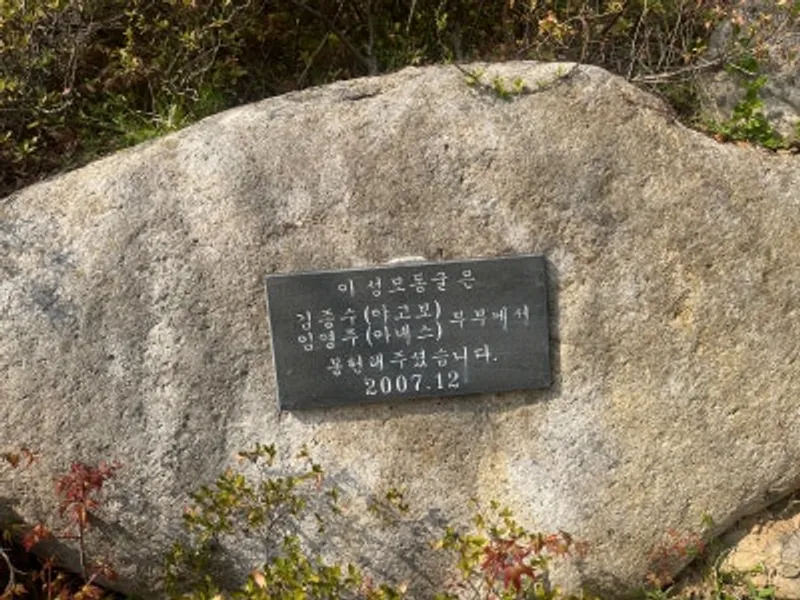 이 성모동굴 은
김종수 (야고보) 부부께서
임영주 (아네스)
봉헌해주셨습니다.
2007.12